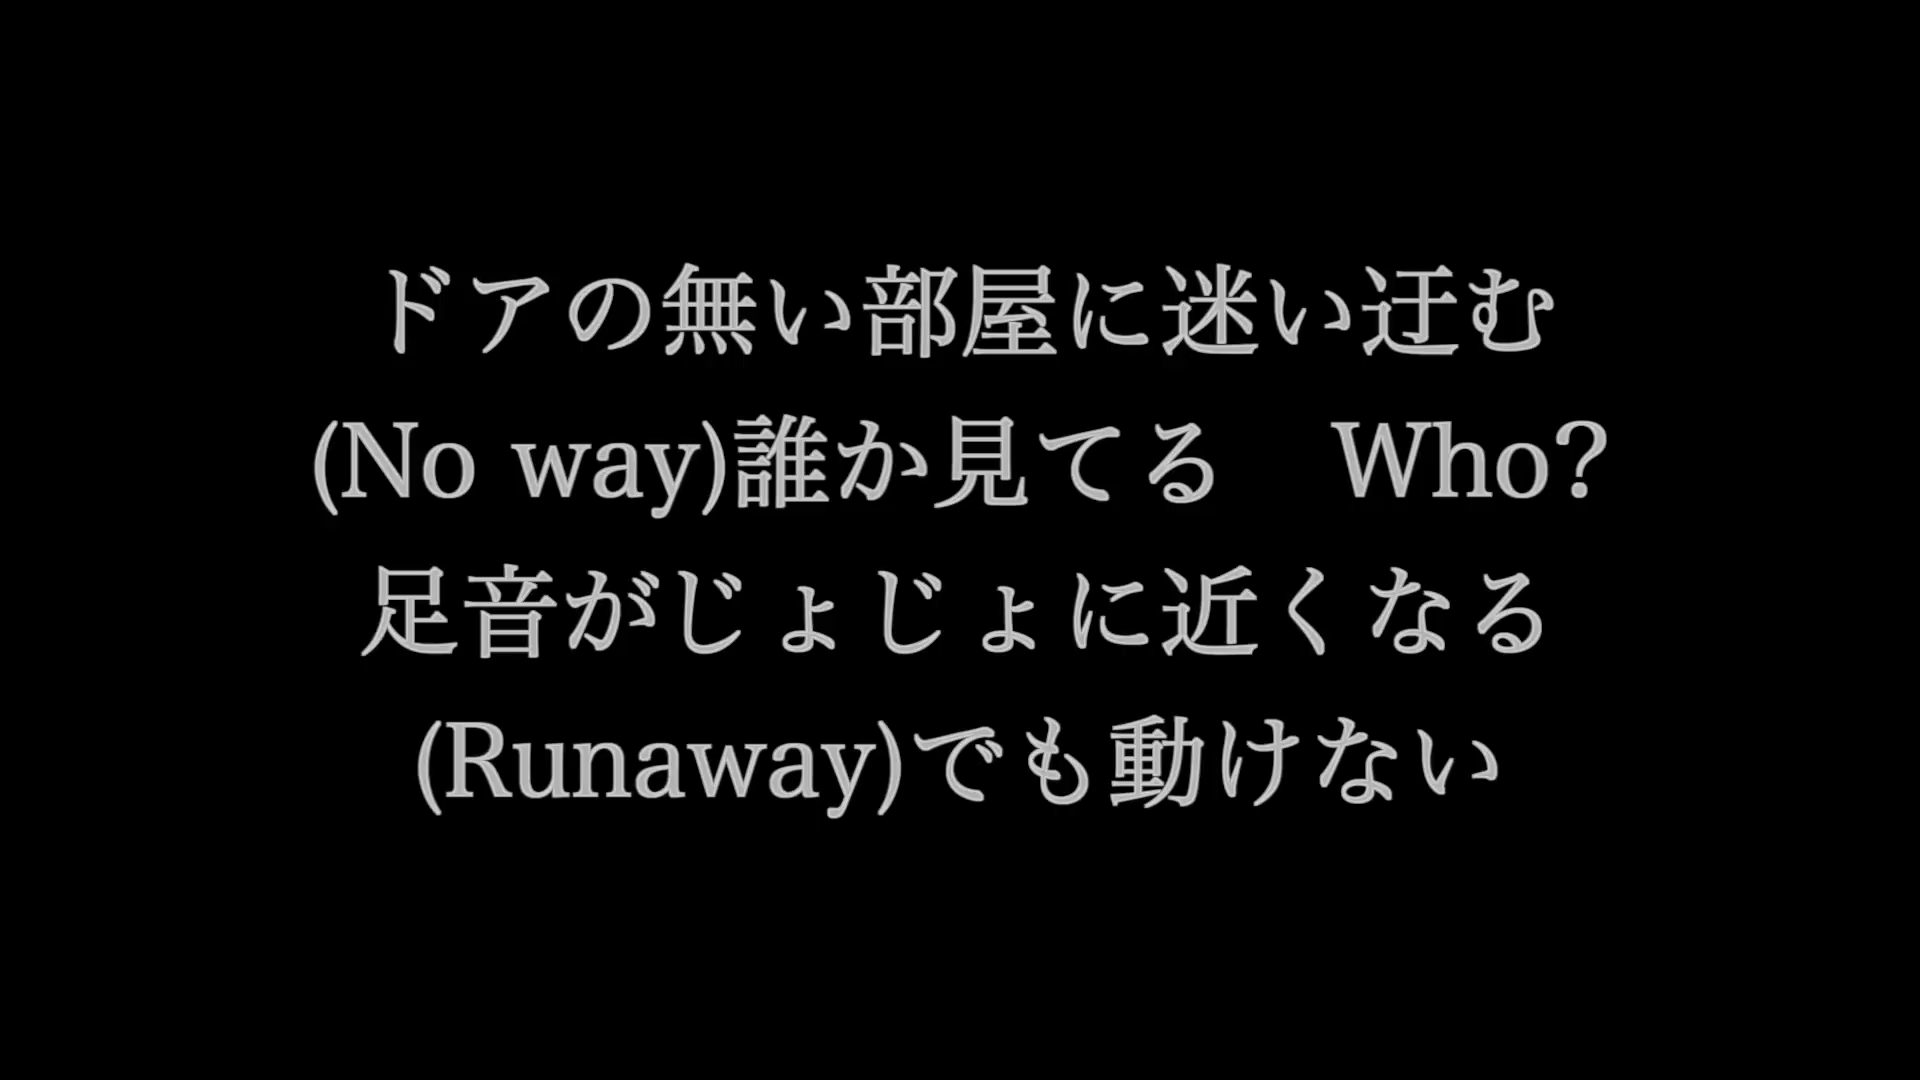 ドアの無い部屋に迷い迂む
(No way)誰か見てる　Who?
足音がじょじょに近くなる
(Runaway)でも動けない